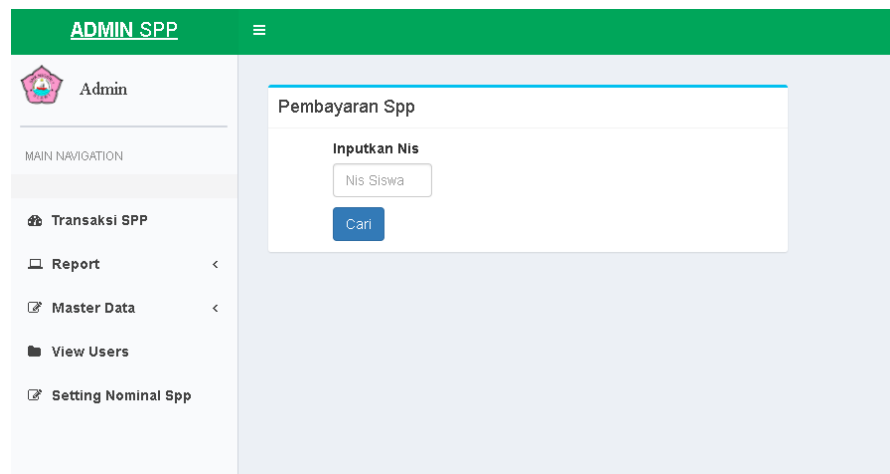 ADMIN SPP
Admin
MAIN NAVIGATION
Transaksi SPP
Report
Master Data
View Users
Setting Nominal Spp
Pembayaran Spp
Inputkan Nis
Nis Siswa
Cari